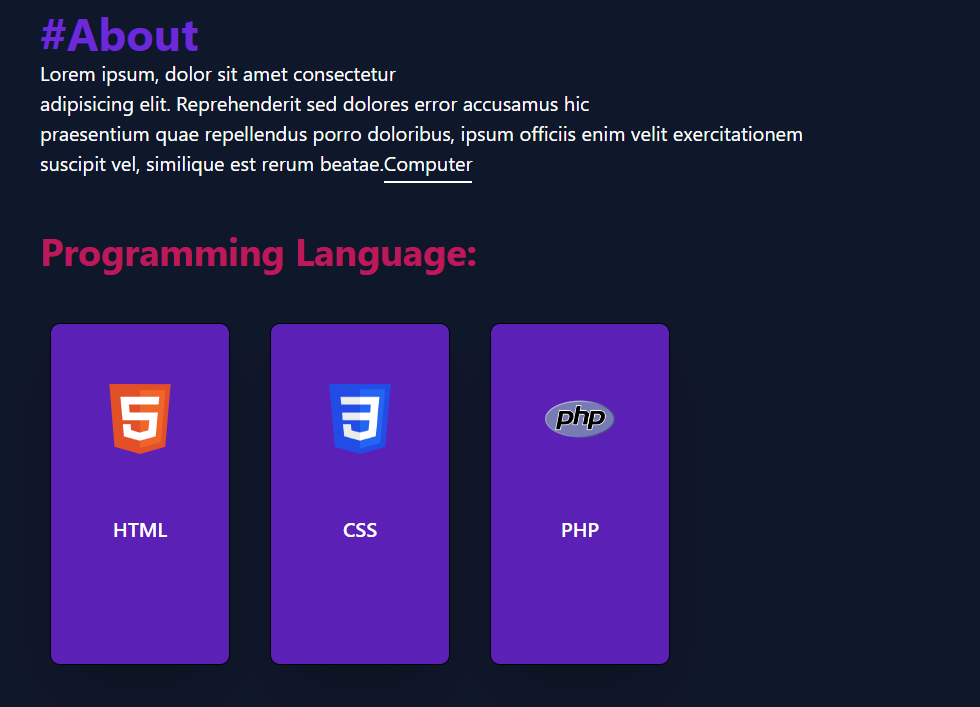 #About
Lorem ipsum, dolor sit amet consectetur
adipisicing elit. Reprehenderit sed dolores error accusamus hic
praesentium quae repellendus porro doloribus, ipsum officiis enim velit exercitationem
suscipit vel, similique est rerum beatae.Computer
Programming Language:
5 3 php
HTML CSS PHP